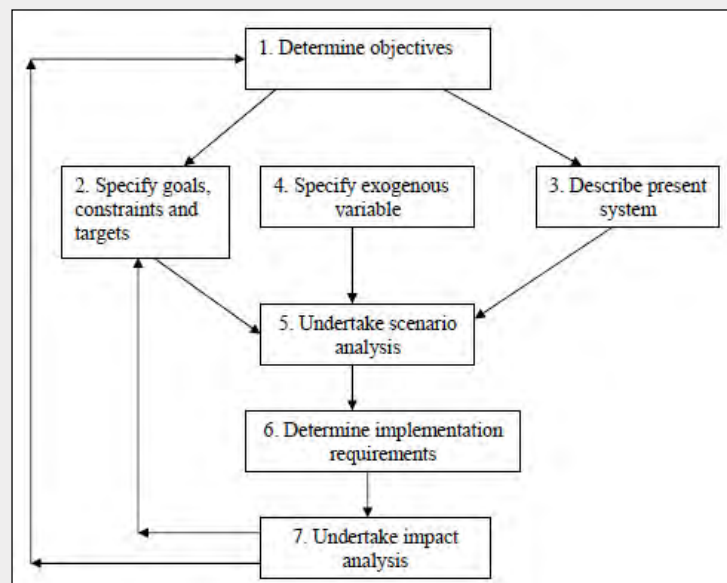 1. Determine objectives
2. Specify goals,
constraints and
targets
4. Specify exogenous
variable
3. Describe present
system
5. Undertake scenario
analysis
6. Determine implementation
requirements
7. Undertake impact
analysis